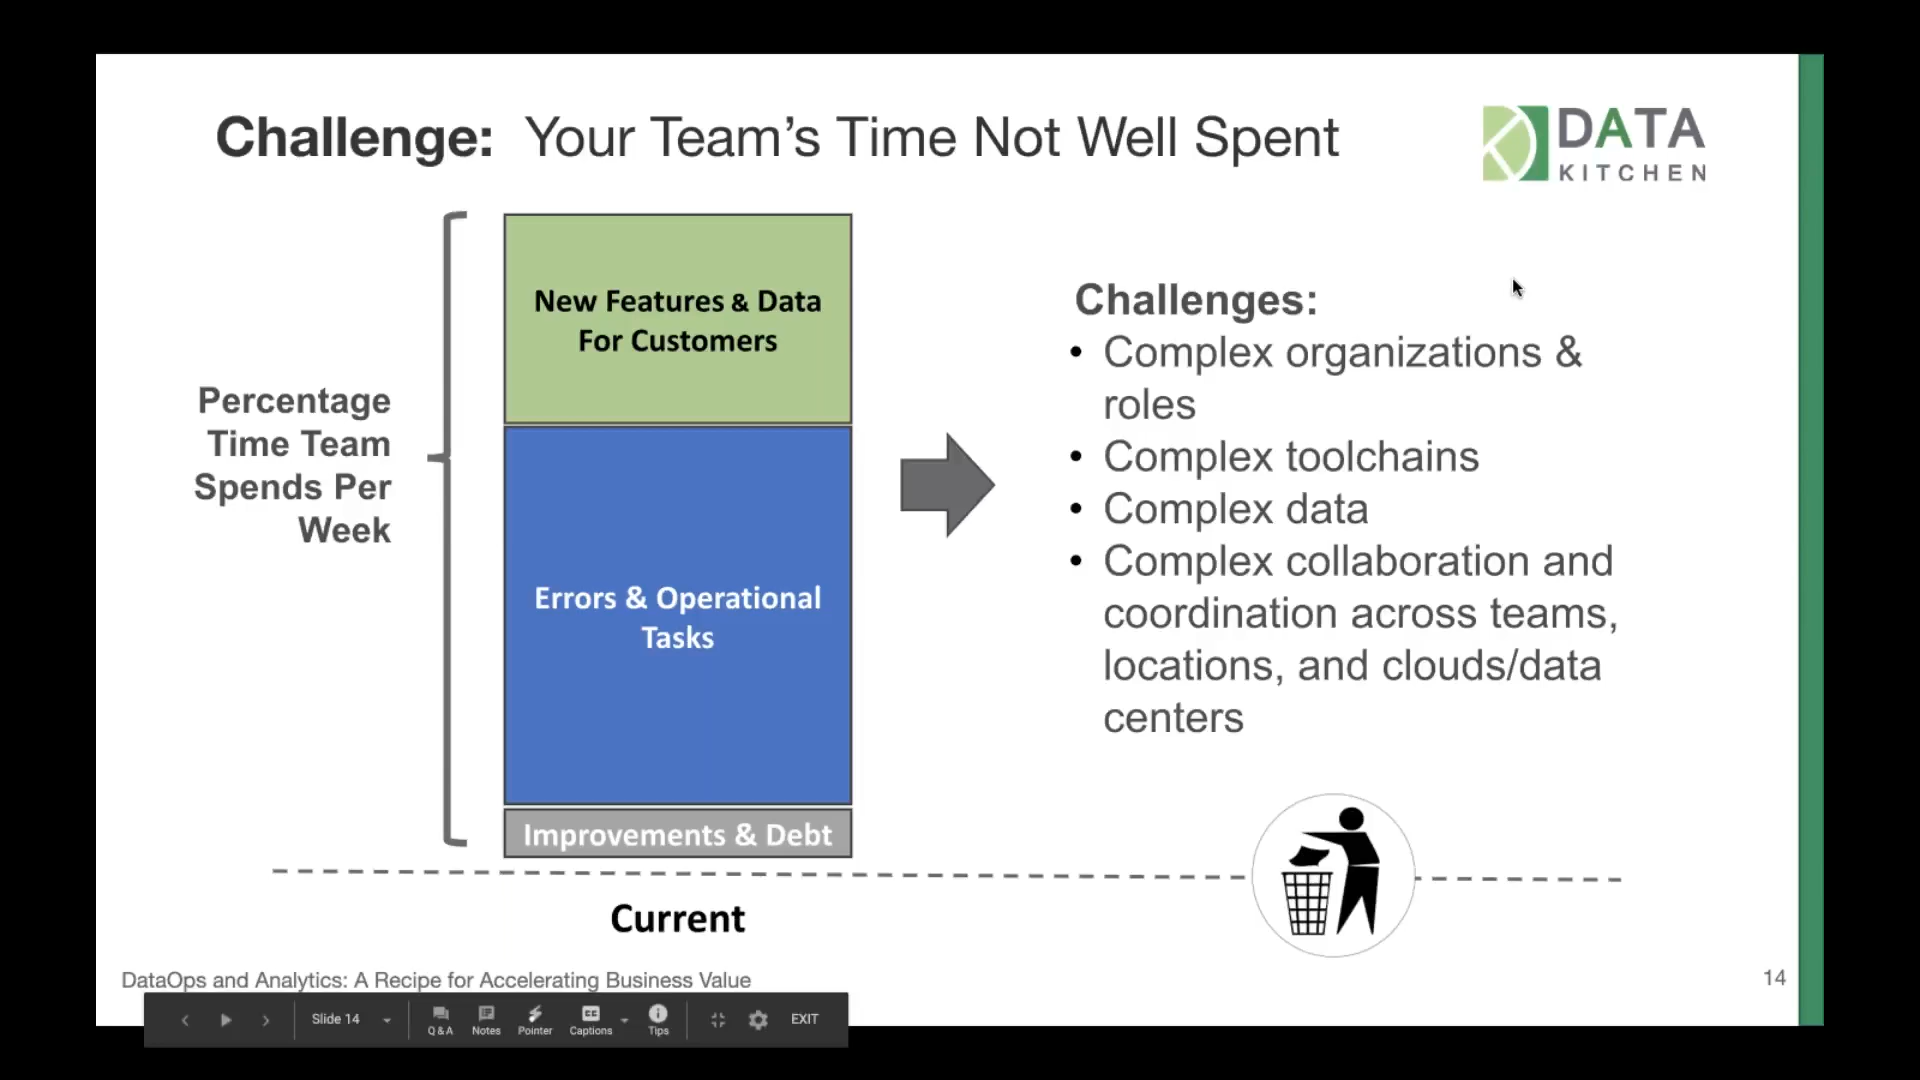 Challenge: Your Team's Time Not Well Spent
DATA
KITCHEN
Percentage
Time Team
Spends Per
Week
New Features & Data
For Customers
Errors & Operational
Tasks
Improvements & Debt
Current
Challenges:
• Complex organizations &
roles
• Complex toolchains
• Complex data
• Complex collaboration and
coordination across teams,
locations, and clouds/data
centers
DataOps and Analytics: A Recipe for Accelerating Business Value
14
Slide 14
Q&A
Notes
Pointer
CC
Captions
Tips
EXIT